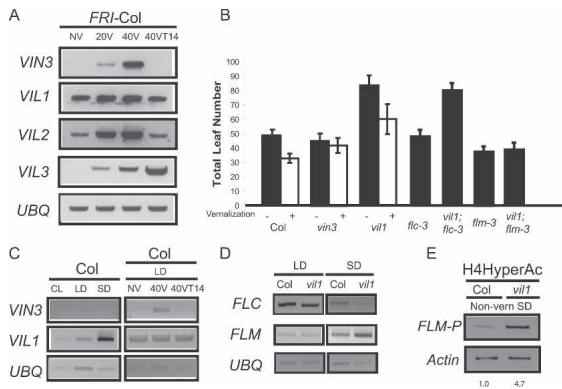 A
FRI-Col
NV 20V 40V 40VT14
VIN3
VIL1
VIL2
VIL3
UBQ
B
Total Leaf Number
100
90
80
70
60
50
40
30
20
10
0
Vernalization - + - + - +
Col vin3 vil1 flc-3 vil1; flm-3 vil1;
flc-3 flm-3
C
Col Col
LD
CL LD SD NV 40V 40VT14
VIN3
VIL1
UBQ
D
LD SD
Col vil1 Col vil1
FLC
FLM
UBQ
E
H4HyperAc
Col vil1
Non-vern SD
FLM-P
Actin
1.0 4.7